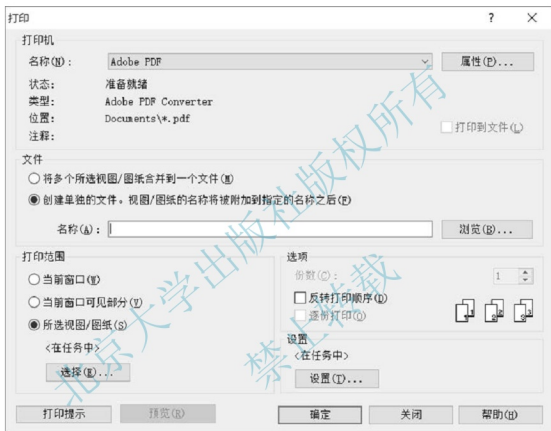 打印
? ×
打印机
名称(N): Adobe PDF 属性(P)...
状态: 准备就绪
类型: Adobe PDF Converter
位置: Documents\*.pdf
注释: 打印到文件(L)
文件
将多个所选视图/图纸合并到一个文件(M)
创建单独的文件。视图/图纸的名称将被附加到指定的名称之后(F)
名称(A): 浏览(B)...
打印范围
当前窗口(W)
当前窗口可见部分(V)
所选视图/图纸(S)
<在任务中>
选择(E)...
选项
份数(C): 1
反转打印顺序(D)
逐份打印(O)
设置
<在任务中>
设置(T)...
打印提示 预览(R) 确定 关闭 帮助(H)
北京大学出版社版权所有
禁止转载